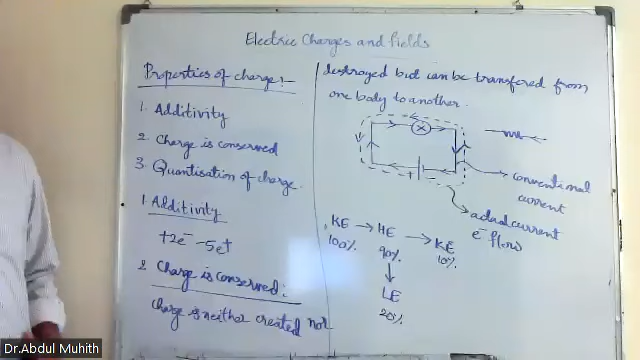 Electric Charges and fields
Properties of charge:-
1. Additivity
2. Charge is conserved
3. Quantisation of charge.
1. Additivity
+2e⁻ -5e⁺
2. Charge is conserved:
Charge is neither created nor
destroyed but can be transfered from
one body to another.
X
+
conventional
current
actual current
e⁻ flow
KE → HE → KE
100% 90% 10%
↓
LE
20%
Dr.Abdul Muhith